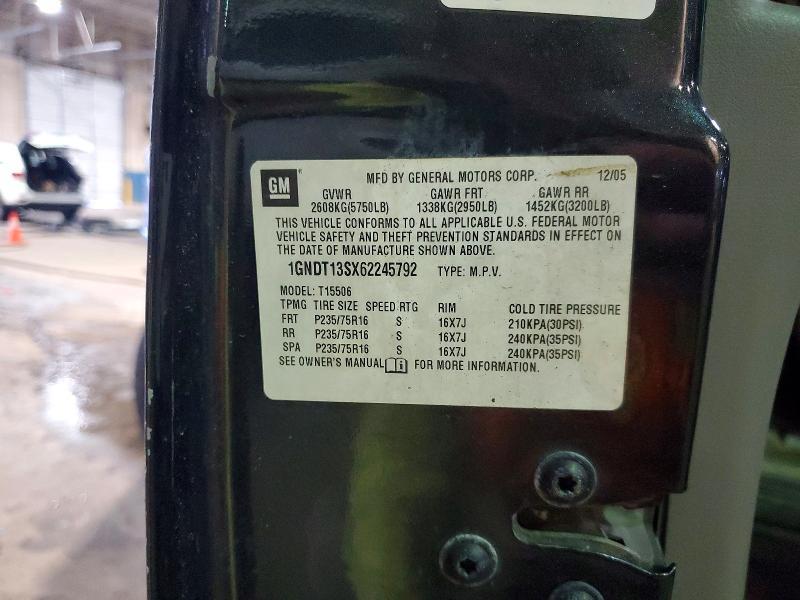 GM MFD BY GENERAL MOTORS CORP. 12/05
GVWR GAWR FRT GAWR RR
2608KG(5750LB) 1338KG(2950LB) 1452KG(3200LB)
THIS VEHICLE CONFORMS TO ALL APPLICABLE U.S. FEDERAL MOTOR
VEHICLE SAFETY AND THEFT PREVENTION STANDARDS IN EFFECT ON
THE DATE OF MANUFACTURE SHOWN ABOVE.
1GNDT13SX62245792 TYPE: M.P.V.
MODEL: T15506
TPMG TIRE SIZE SPEED RTG RIM COLD TIRE PRESSURE
FRT P235/75R16 S 16X7J 210KPA(30PSI)
RR P235/75R16 S 16X7J 240KPA(35PSI)
SPA P235/75R16 S 16X7J 240KPA(35PSI)
SEE OWNER'S MANUAL i FOR MORE INFORMATION.